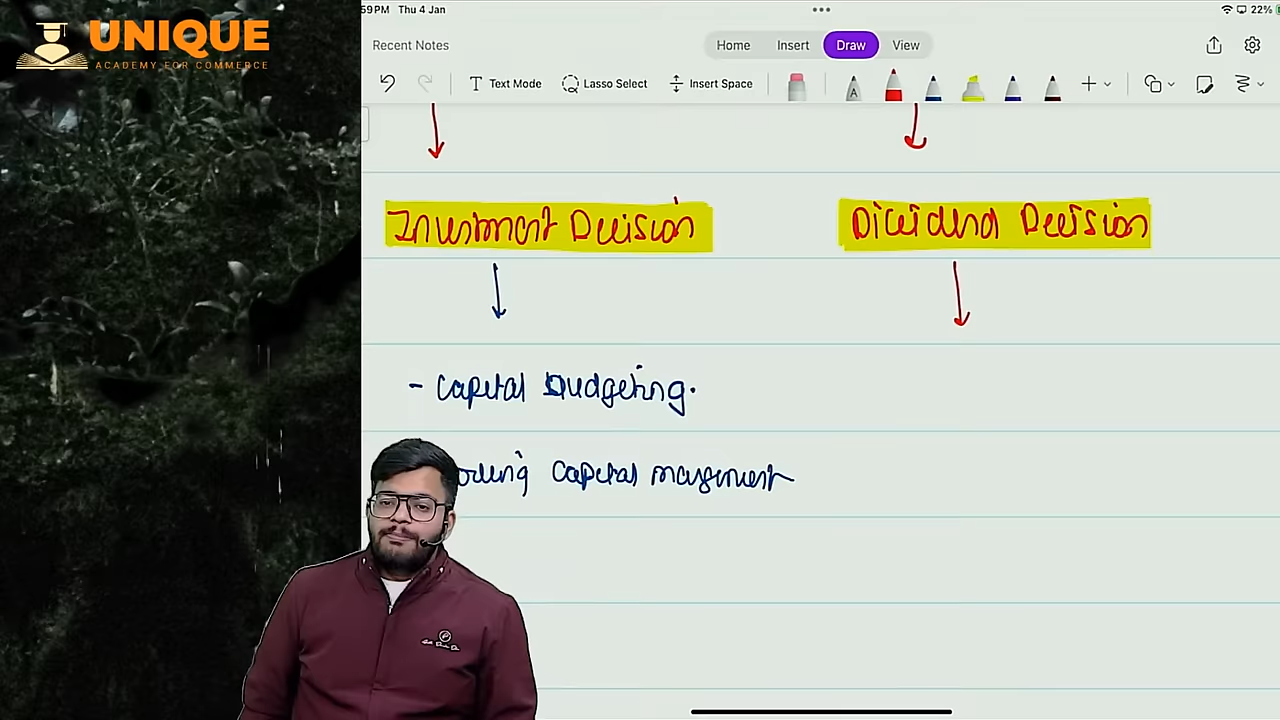 UNIQUE
ACADEMY FOR COMMERCE
59PM Thu 4 Jan
22%
Recent Notes
Home Insert Draw View
Text Mode Lasso Select Insert Space
A
Investment Decision
Dividend Decision
- Capital Budgeting.
Capital management